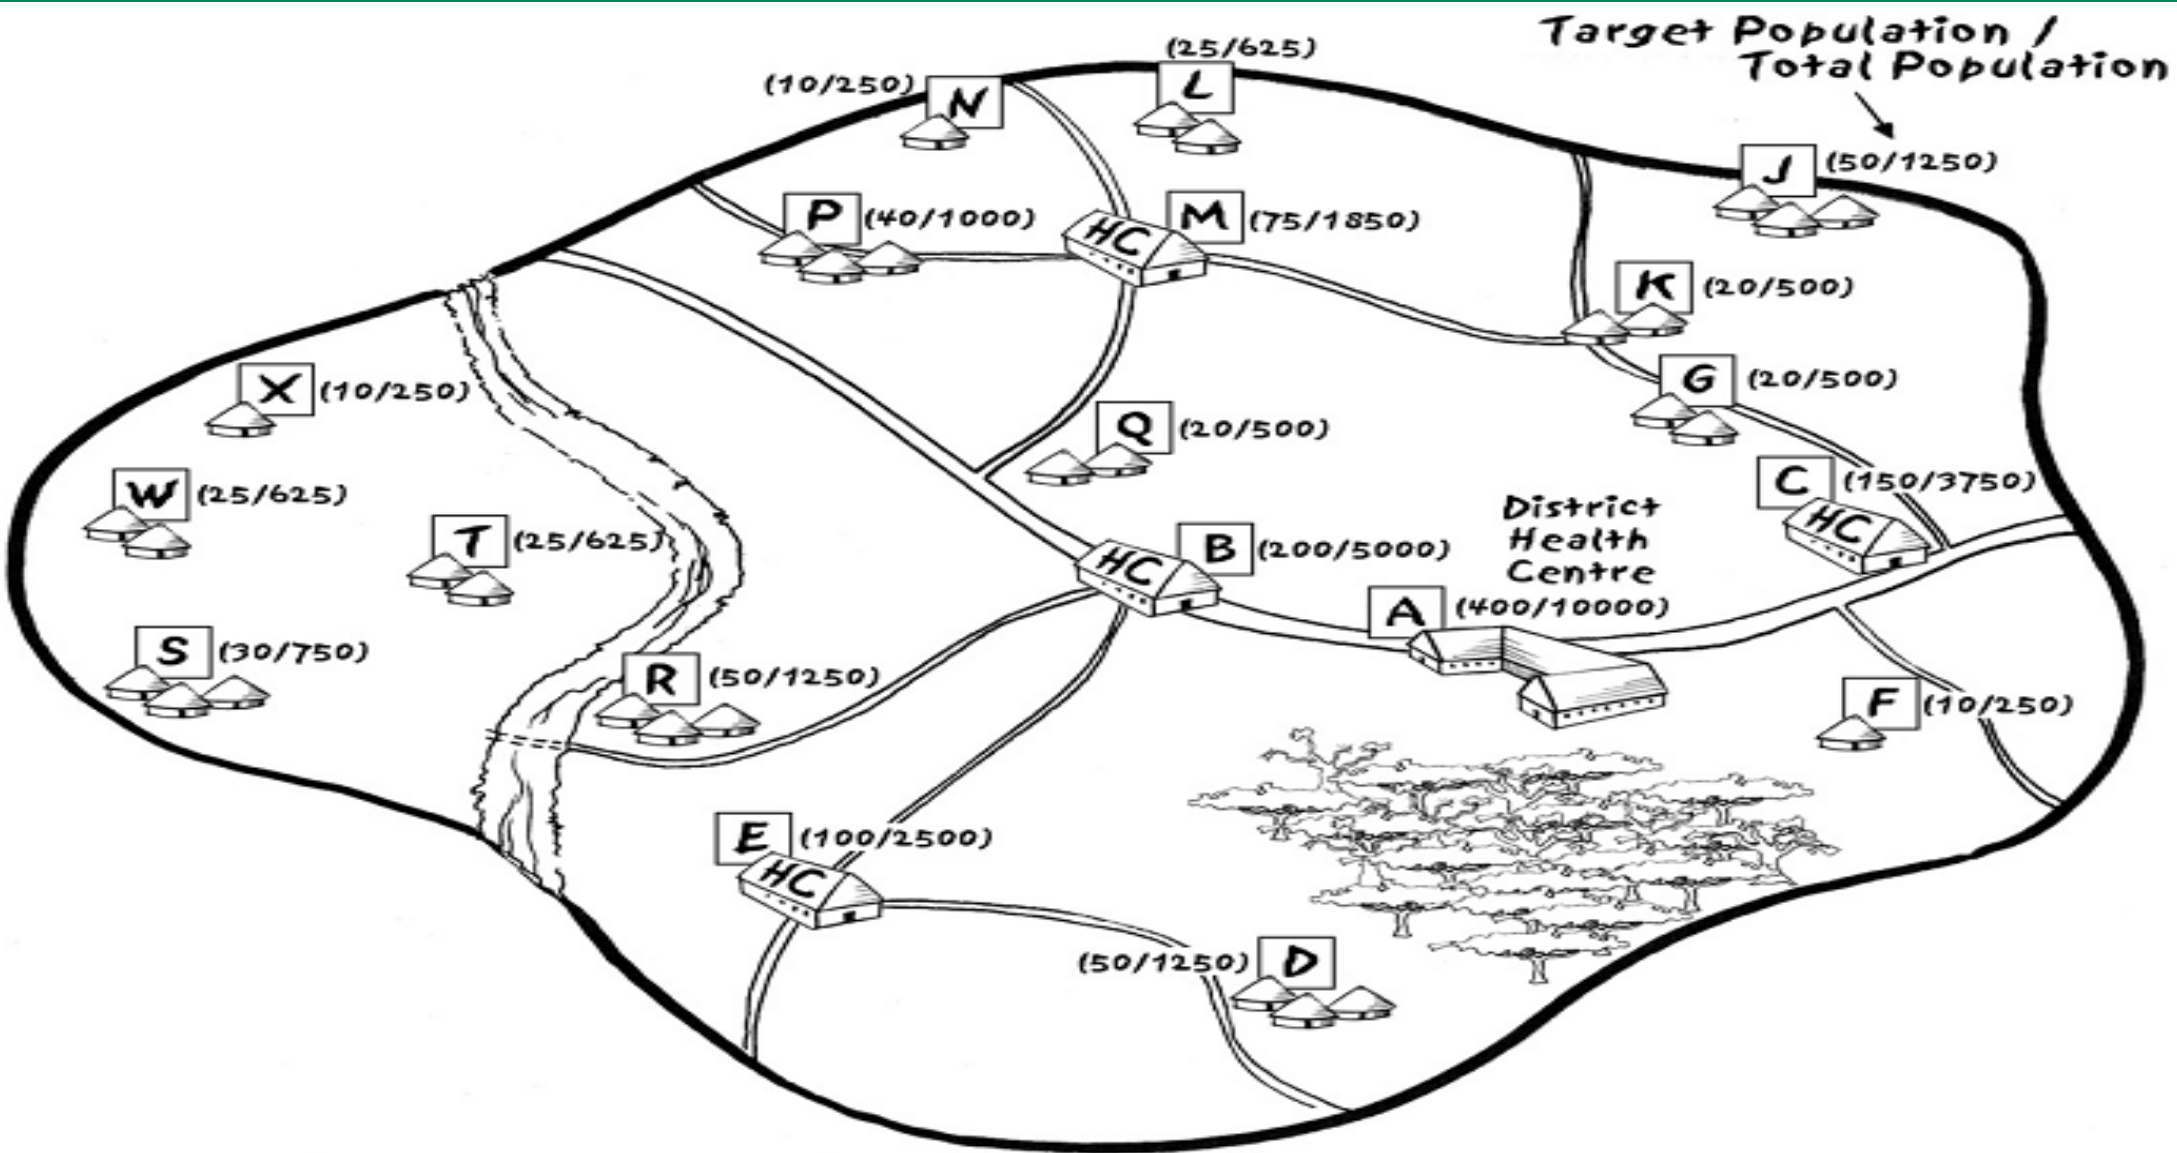 Target Population /
Total Population
(25/625)
L
(10/250) N
J (50/1250)
P (40/1000)
HC
M (75/1850)
K (20/500)
X (10/250)
G (20/500)
Q (20/500)
W (25/625)
C (150/3750)
HC
District
Health
Centre
T (25/625)
B (200/5000)
HC
A (400/10000)
S (30/750)
R (50/1250)
F (10/250)
E (100/2500)
HC
(50/1250) D